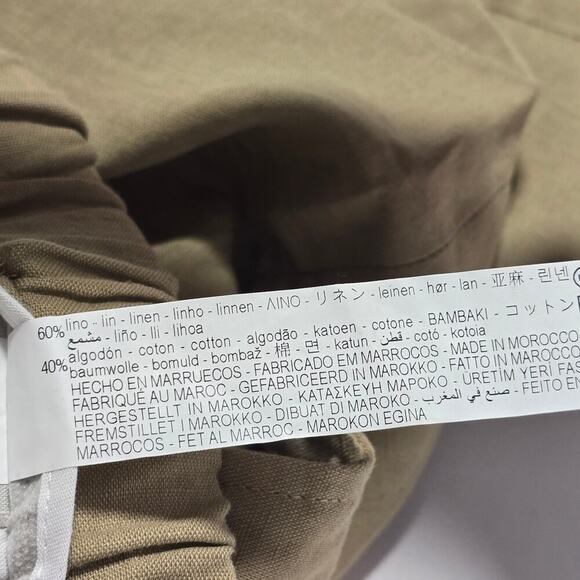 60% lino - lin - linen - linho - linnen - ΛΙΝΟ - リネン - leinen - hør - lan - 亚麻 - 린네
مشمع - liño - lli - lihoa
40% algodón - coton - cotton - algodão - katoen - cotone - BAMBAKI - コットン
baumwolle - bomuld - bombaž - 棉 - 면 - katun - قطن - cotó - kotoia
HECHO EN MARRUECOS - FABRICADO EM MARROCOS - MADE IN MOROCCO
FABRIQUÉ AU MAROC - GEFABRICEERD IN MAROKKO - FATTO IN MAROCCO
HERGESTELLT IN MAROKKO - ΚΑΤΑΣΚΕΥΗ ΜΑΡΟΚΟ - ÜRETİM YERİ FAS
FREMSTILLET I MAROKKO - DIBUAT DI MAROKO - صنع في المغرب - FEITO EN
MARROCOS - FET AL MARROC - MAROKON EGINA